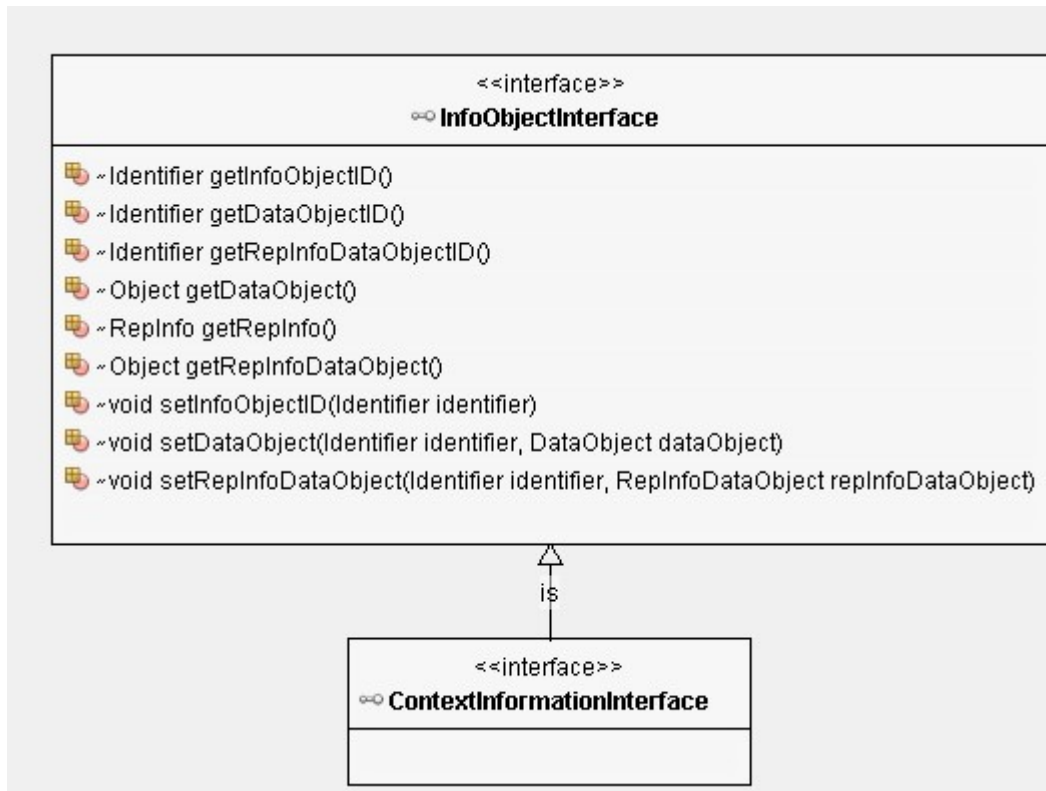 <<interface>>
InfoObjectInterface
~Identifier getInfoObjectID()
~Identifier getDataObjectID()
~Identifier getRepInfoDataObjectID()
~Object getDataObject()
~RepInfo getRepInfo()
~Object getRepInfoDataObject()
~void setInfoObjectID(Identifier identifier)
~void setDataObject(Identifier identifier, DataObject dataObject)
~void setRepInfoDataObject(Identifier identifier, RepInfoDataObject repInfoDataObject)
is
<<interface>>
ContextInformationInterface